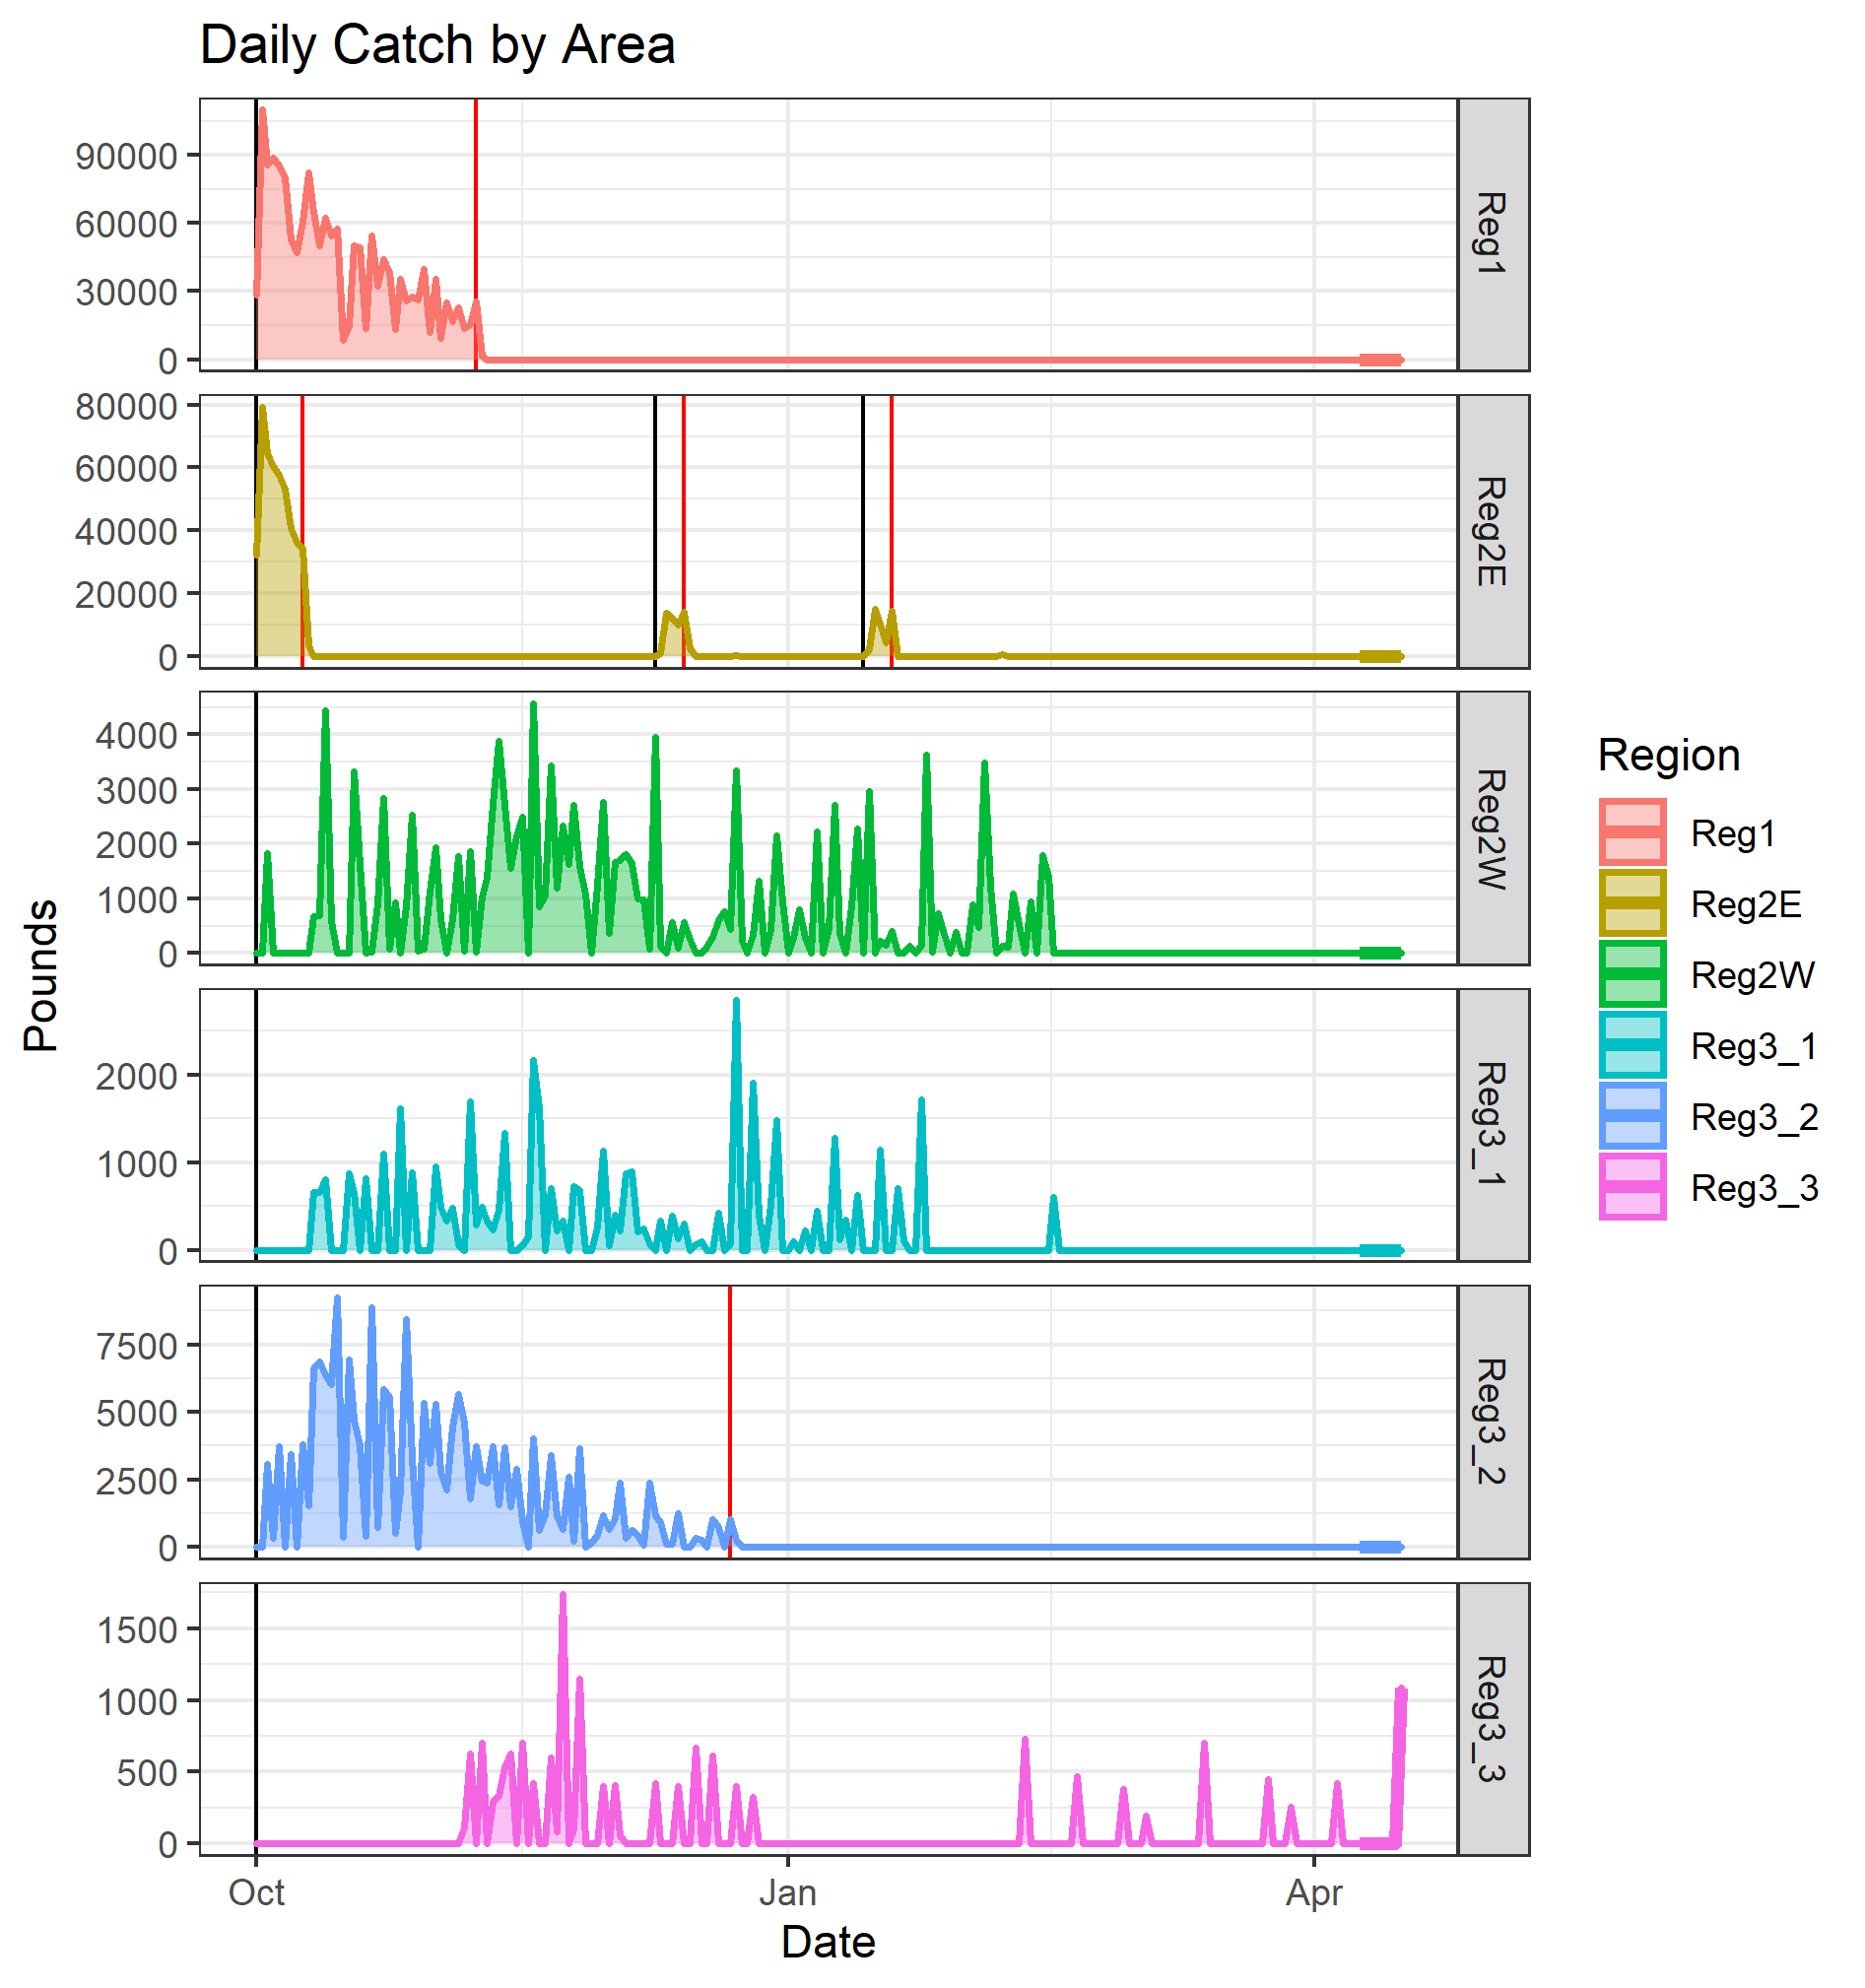 Daily Catch by Area
Pounds
90000
60000
30000
0
Reg1
80000
60000
40000
20000
0
Reg2E
4000
3000
2000
1000
0
Reg2W
2000
1000
0
Reg3_1
7500
5000
2500
0
Reg3_2
1500
1000
500
0
Reg3_3
Oct Jan Apr
Date
Region
Reg1
Reg2E
Reg2W
Reg3_1
Reg3_2
Reg3_3